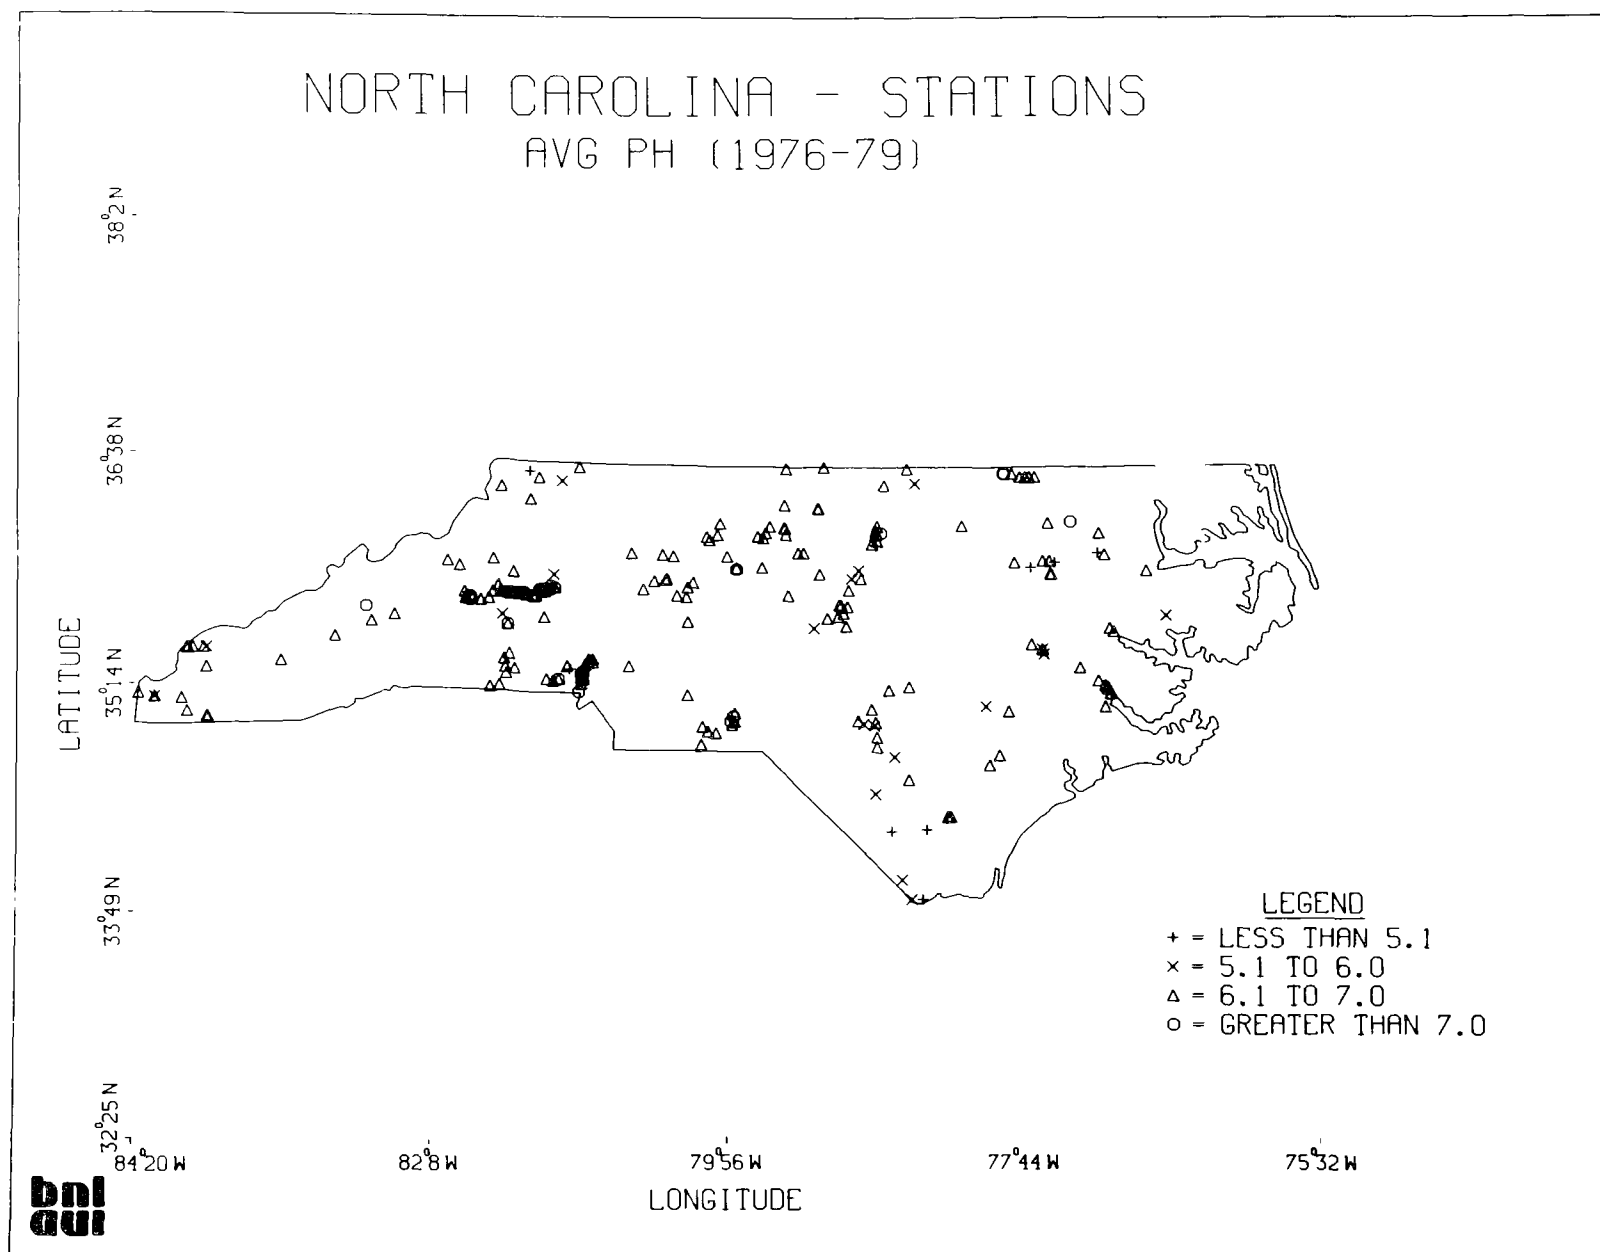 NORTH CAROLINA - STATIONS
AVG PH (1976-79)
38°2 N
36°38 N
35°14 N
33°49 N
32°25 N
LATITUDE
84°20 W
82°8 W
79°56 W
77°44 W
75°32 W
LONGITUDE
LEGEND
+ = LESS THAN 5.1
× = 5.1 TO 6.0
△ = 6.1 TO 7.0
○ = GREATER THAN 7.0
bnl
aui